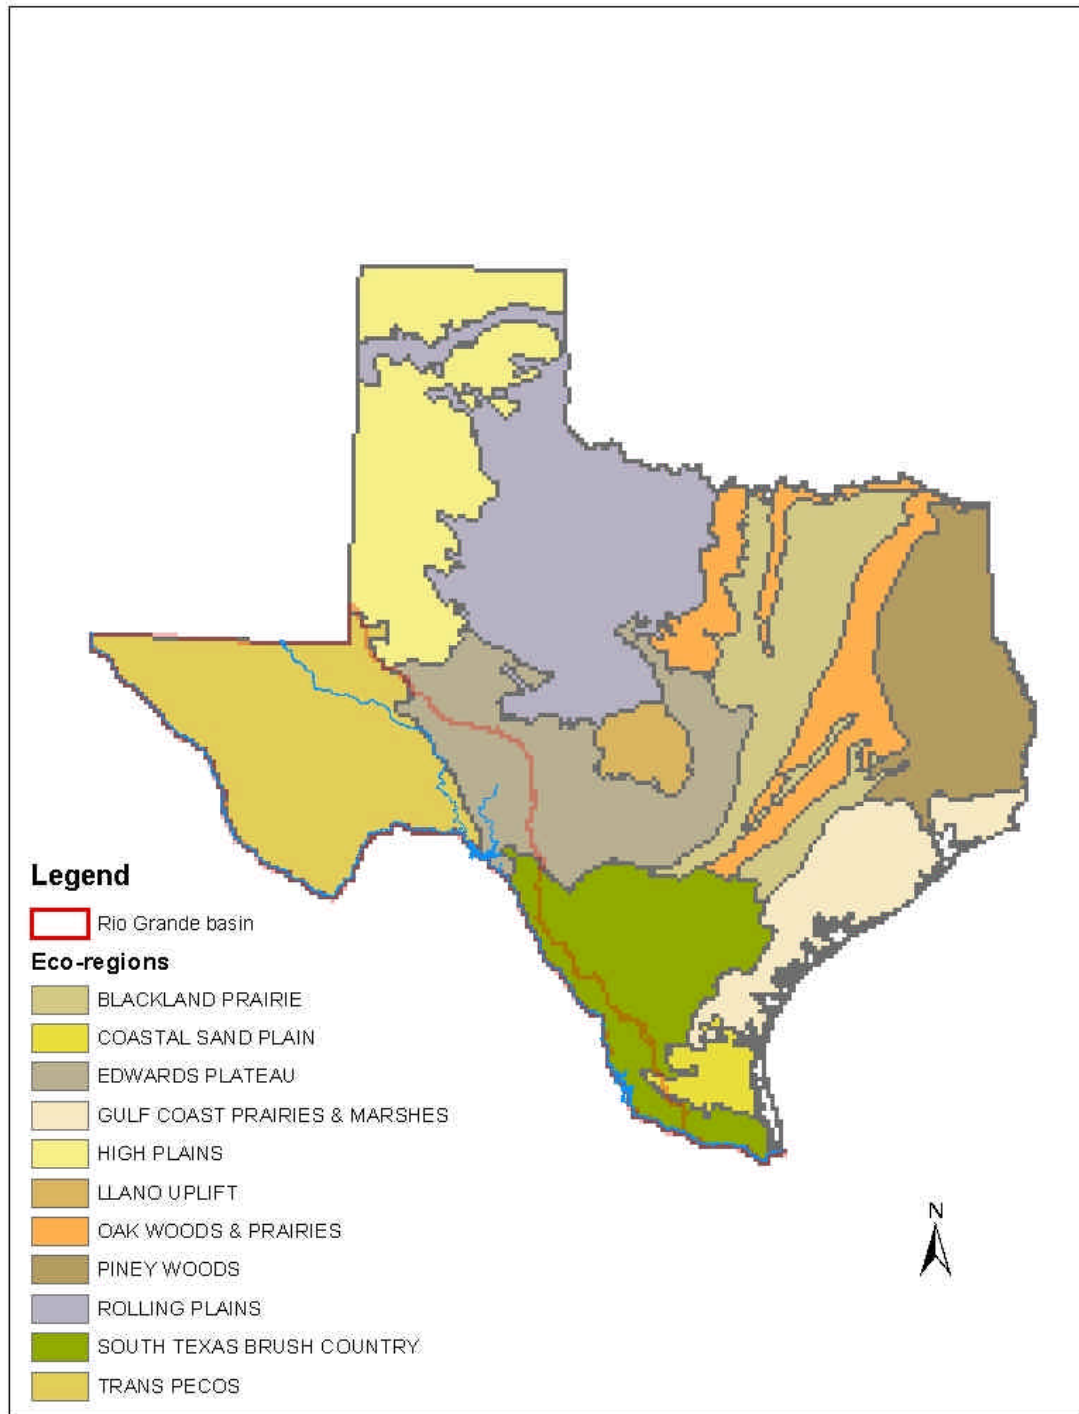 Legend
Rio Grande basin
Eco-regions
BLACKLAND PRAIRIE
COASTAL SAND PLAIN
EDWARDS PLATEAU
GULF COAST PRAIRIES & MARSHES
HIGH PLAINS
LLANO UPLIFT
OAK WOODS & PRAIRIES
PINEY WOODS
ROLLING PLAINS
SOUTH TEXAS BRUSH COUNTRY
TRANS PECOS
N